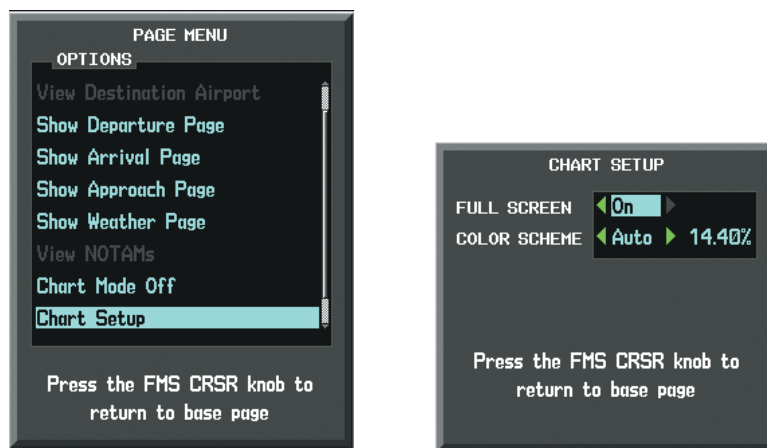 PAGE MENU
OPTIONS
View Destination Airport
Show Departure Page
Show Arrival Page
Show Approach Page
Show Weather Page
View NOTAMs
Chart Mode Off
Chart Setup
Press the FMS CRSR knob to
return to base page
CHART SETUP
FULL SCREEN On
COLOR SCHEME Auto 14.40%
Press the FMS CRSR knob to
return to base page